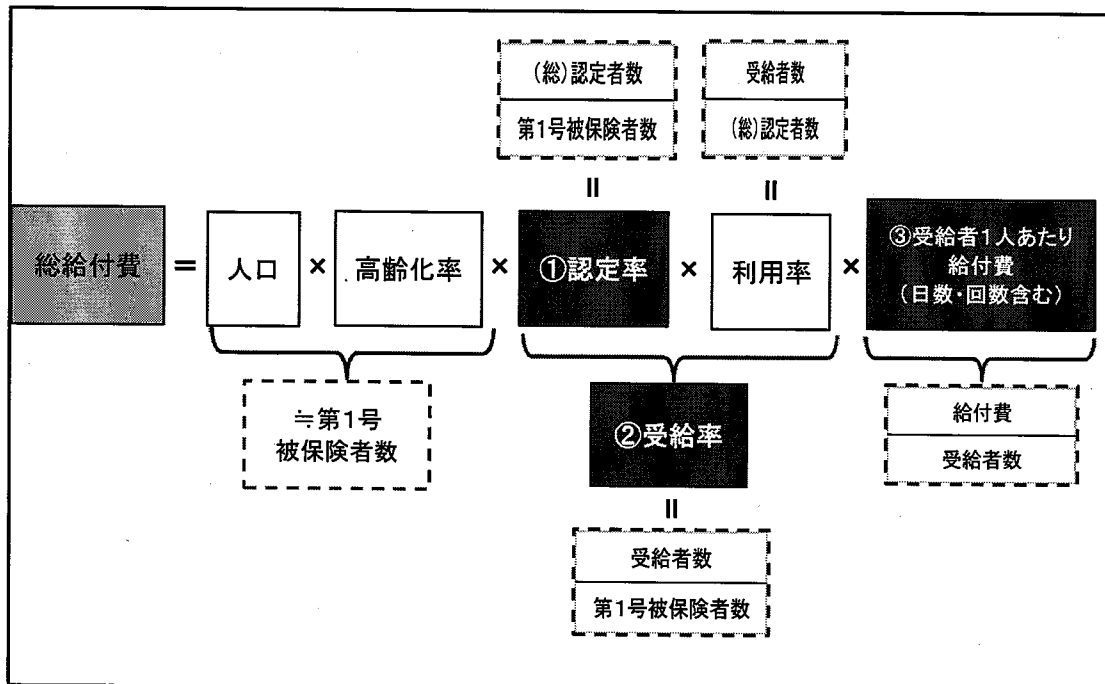 (総)認定者数
第1号被保険者数
受給者数
(総)認定者数
=
=
総給付費
=
人口
×
高齢化率
×
①認定率
×
利用率
×
③受給者1人あたり
給付費
(日数・回数含む)
≒第1号
被保険者数
②受給率
給付費
受給者数
=
受給者数
第1号被保険者数